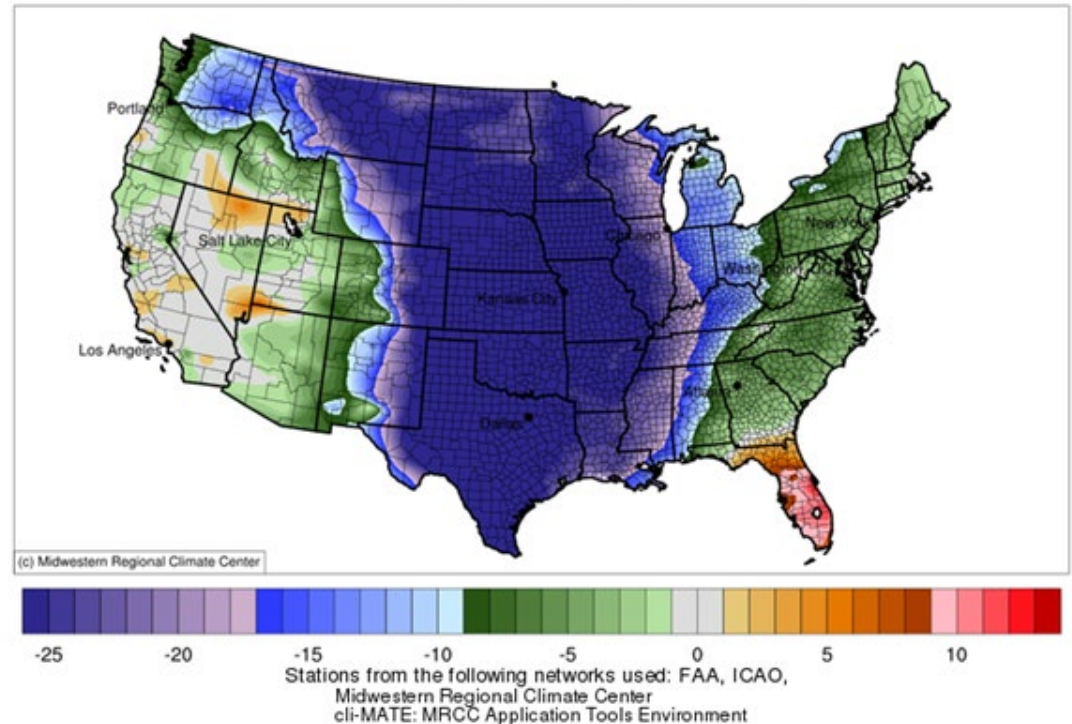 Portland
Salt Lake City
Los Angeles
Kansas City
Dallas
Chicago
New York
Washington, DC
Atlanta
(c) Midwestern Regional Climate Center
-25 -20 -15 -10 -5 0 5 10
Stations from the following networks used: FAA, ICAO,
Midwestern Regional Climate Center
cli-MATE: MRCC Application Tools Environment